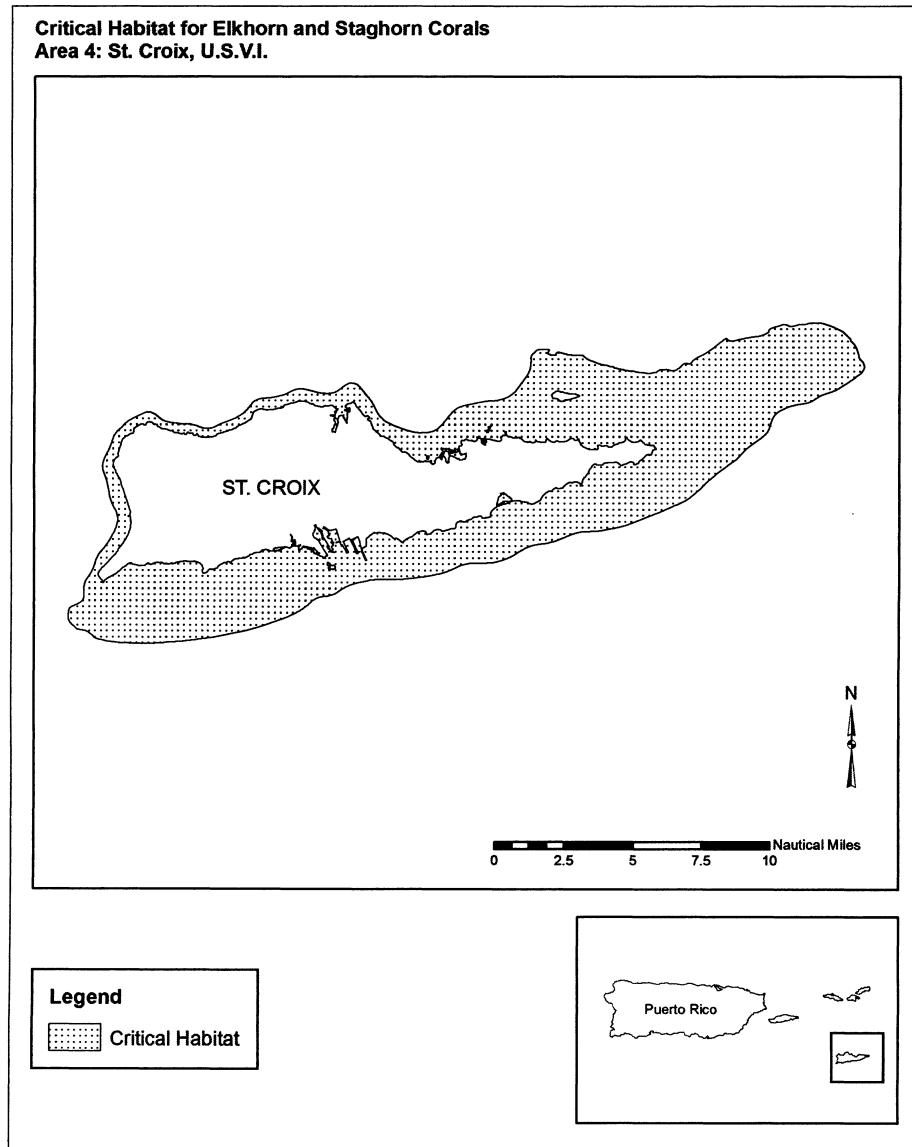 Critical Habitat for Elkhorn and Staghorn Corals
Area 4: St. Croix, U.S.V.I.
ST. CROIX
N
Nautical Miles
0 2.5 5 7.5 10
Legend
Critical Habitat
Puerto Rico